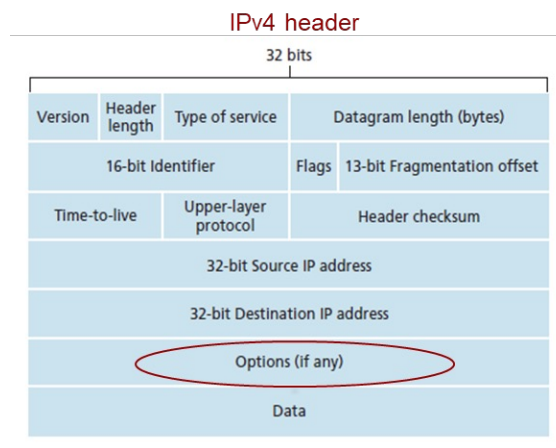 IPv4 header
32 bits
Version
Header
length
Type of service
Datagram length (bytes)
16-bit Identifier
Flags
13-bit Fragmentation offset
Time-to-live
Upper-layer
protocol
Header checksum
32-bit Source IP address
32-bit Destination IP address
Options (if any)
Data